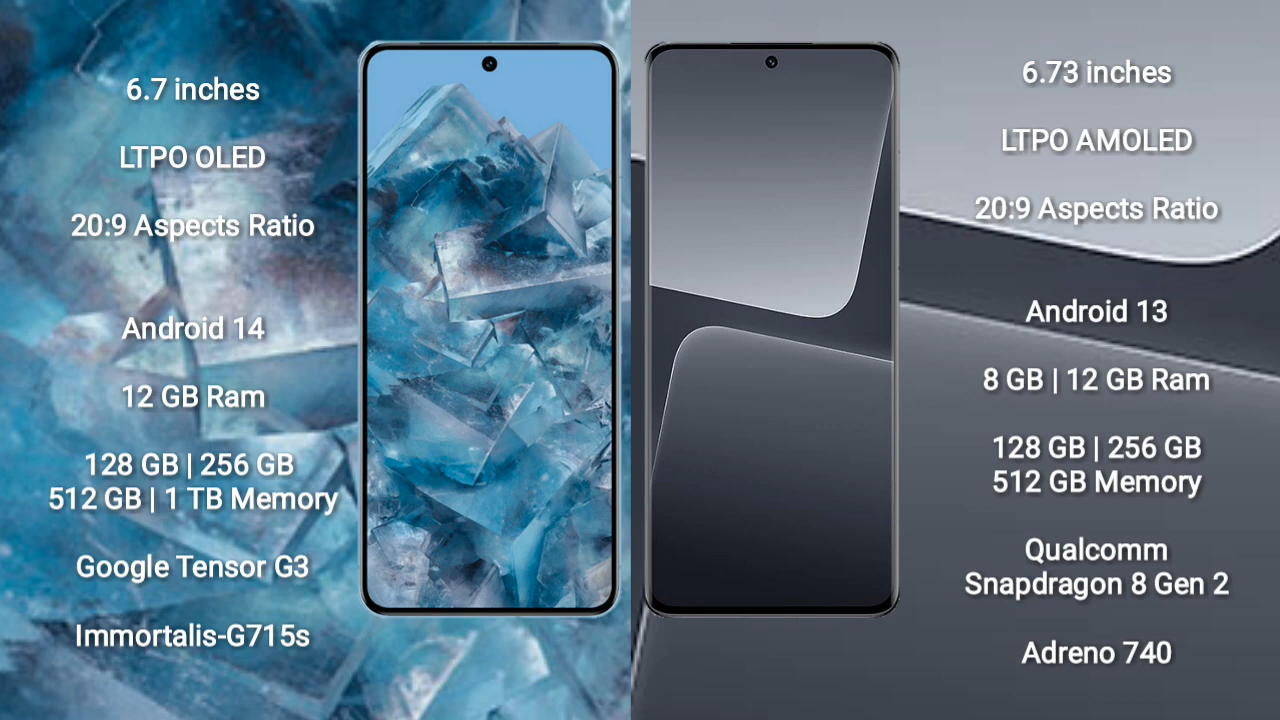 6.7 inches
LTPO OLED
20:9 Aspects Ratio
Android 14
12 GB Ram
128 GB | 256 GB
512 GB | 1 TB Memory
Google Tensor G3
Immortalis-G715s
6.73 inches
LTPO AMOLED
20:9 Aspects Ratio
Android 13
8 GB | 12 GB Ram
128 GB | 256 GB
512 GB Memory
Qualcomm
Snapdragon 8 Gen 2
Adreno 740